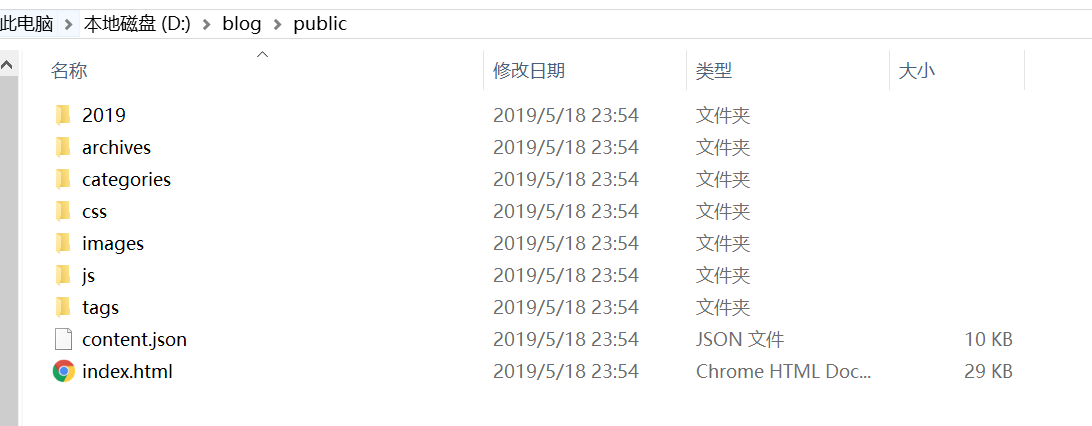 此电脑 > 本地磁盘 (D:) > blog > public
名称 修改日期 类型 大小
2019 2019/5/18 23:54 文件夹
archives 2019/5/18 23:54 文件夹
categories 2019/5/18 23:54 文件夹
css 2019/5/18 23:54 文件夹
images 2019/5/18 23:54 文件夹
js 2019/5/18 23:54 文件夹
tags 2019/5/18 23:54 文件夹
content.json 2019/5/18 23:54 JSON 文件 10 KB
index.html 2019/5/18 23:54 Chrome HTML Doc... 29 KB